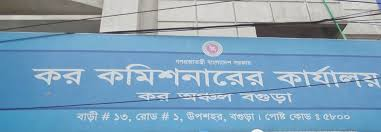 গণপ্রজাতন্ত্রী বাংলাদেশ সরকার
কর কমিশনারের কার্যালয়
কর অঞ্চল বগুড়া
বাড়ী # ১৩, রোড # ১, উপশহর, বগুড়া। পোষ্ট কোড ঃ ৫৮০০